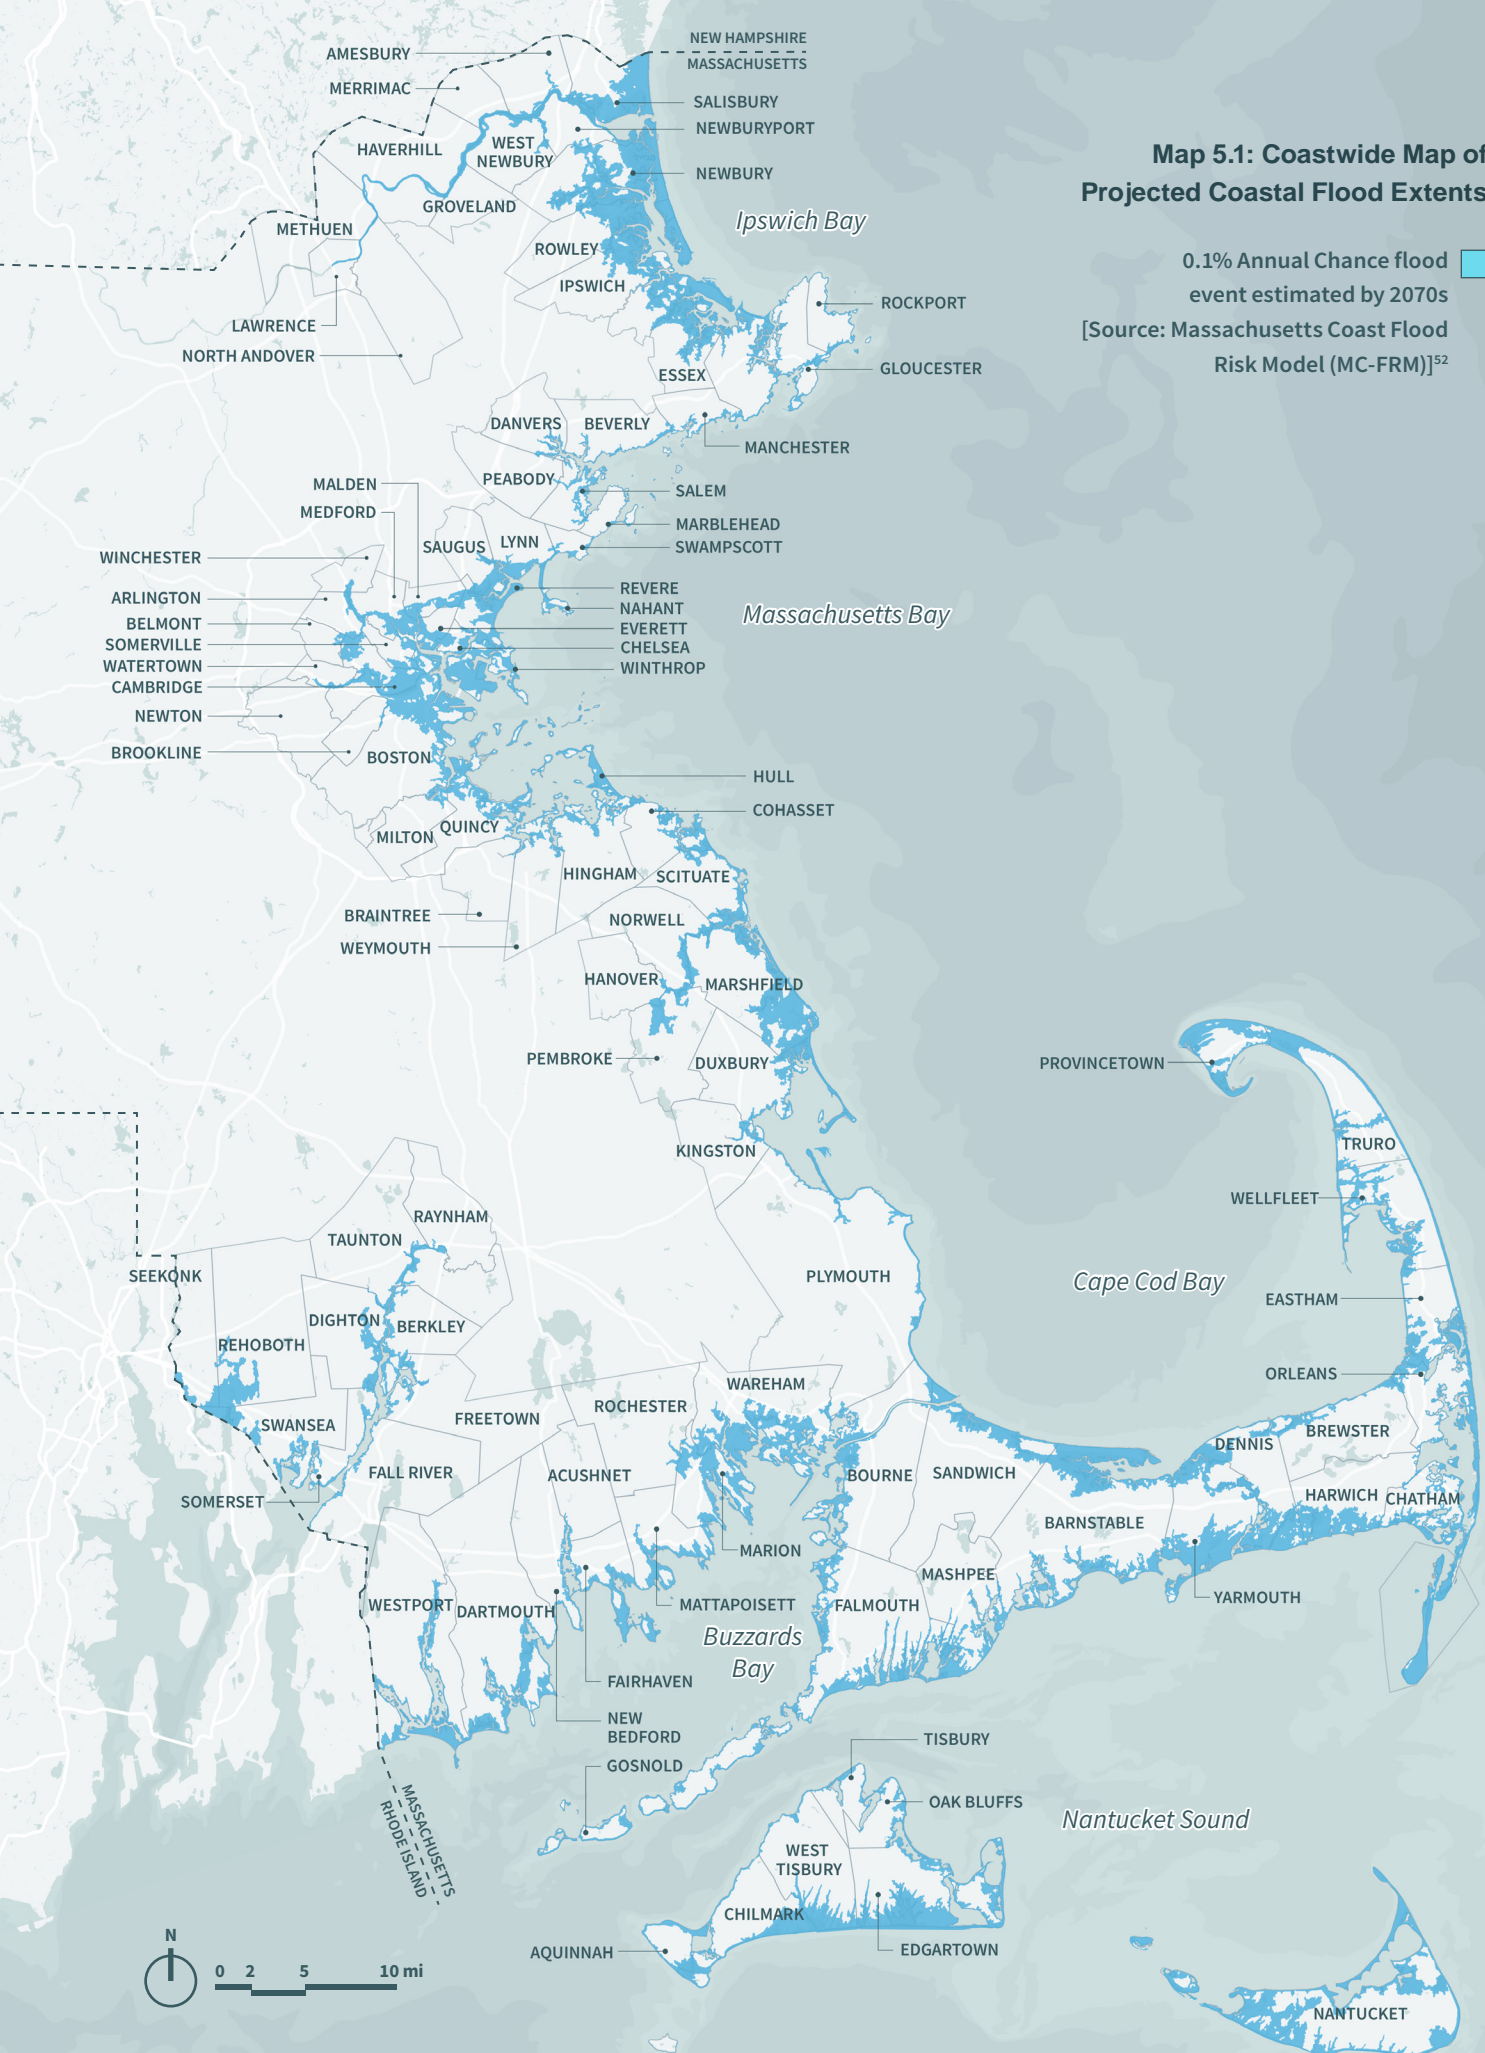 NEW HAMPSHIRE
MASSACHUSETTS
AMESBURY
MERRIMAC
SALISBURY
NEWBURYPORT
HAVERHILL
WEST
NEWBURY
NEWBURY
Map 5.1: Coastwide Map of
Projected Coastal Flood Extents
GROVELAND
METHUEN
Ipswich Bay
ROWLEY
0.1% Annual Chance flood
event estimated by 2070s
[Source: Massachusetts Coast Flood
Risk Model (MC-FRM)]52
IPSWICH
ROCKPORT
LAWRENCE
NORTH ANDOVER
ESSEX
GLOUCESTER
DANVERS
BEVERLY
MANCHESTER
PEABODY
MALDEN
SALEM
MEDFORD
MARBLEHEAD
SAUGUS
LYNN
SWAMPSCOTT
WINCHESTER
REVERE
ARLINGTON
NAHANT
Massachusetts Bay
BELMONT
EVERETT
SOMERVILLE
CHELSEA
WATERTOWN
WINTHROP
CAMBRIDGE
NEWTON
BROOKLINE
BOSTON
HULL
COHASSET
MILTON
QUINCY
HINGHAM
SCITUATE
BRAINTREE
NORWELL
WEYMOUTH
HANOVER
MARSHFIELD
PEMBROKE
DUXBURY
PROVINCETOWN
KINGSTON
TRURO
WELLFLEET
RAYNHAM
TAUNTON
SEEKONK
PLYMOUTH
Cape Cod Bay
EASTHAM
DIGHTON
BERKLEY
REHOBOTH
ORLEANS
WAREHAM
ROCHESTER
FREETOWN
SWANSEA
BREWSTER
DENNIS
FALL RIVER
ACUSHNET
BOURNE
SANDWICH
SOMERSET
HARWICH
CHATHAM
BARNSTABLE
MARION
MASHPEE
YARMOUTH
WESTPORT
DARTMOUTH
MATTAPOISETT
FALMOUTH
Buzzards
Bay
FAIRHAVEN
NEW
BEDFORD
GOSNOLD
TISBURY
OAK BLUFFS
Nantucket Sound
MASSACHUSETTS
RHODE ISLAND
WEST
TISBURY
CHILMARK
AQUINNAH
EDGARTOWN
N
0 2 5 10 mi
NANTUCKET